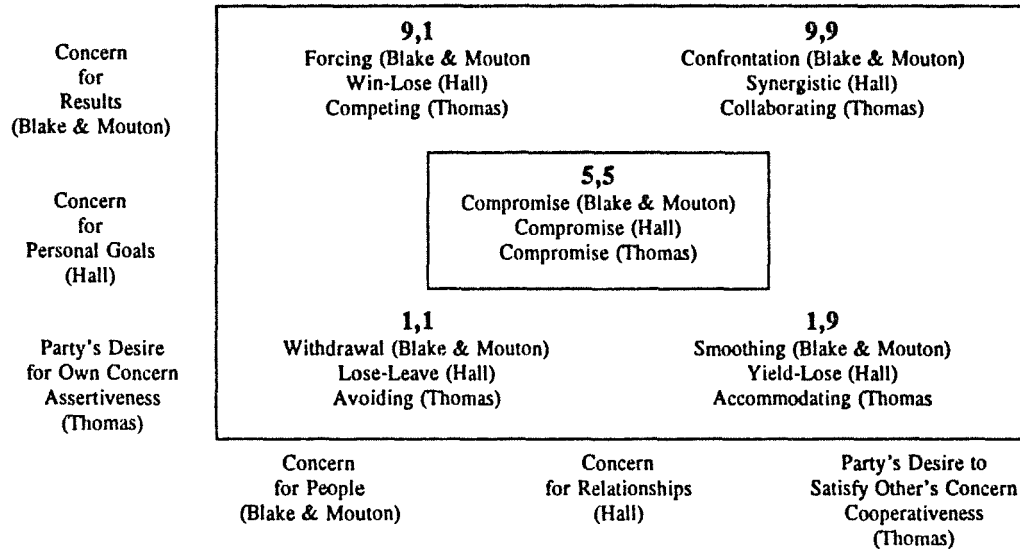 Concern
for
Results
(Blake & Mouton)
9,1
Forcing (Blake & Mouton
Win-Lose (Hall)
Competing (Thomas)
9,9
Confrontation (Blake & Mouton)
Synergistic (Hall)
Collaborating (Thomas)
Concern
for
Personal Goals
(Hall)
5,5
Compromise (Blake & Mouton)
Compromise (Hall)
Compromise (Thomas)
Party's Desire
for Own Concern
Assertiveness
(Thomas)
1,1
Withdrawal (Blake & Mouton)
Lose-Leave (Hall)
Avoiding (Thomas)
1,9
Smoothing (Blake & Mouton)
Yield-Lose (Hall)
Accommodating (Thomas
Concern
for People
(Blake & Mouton)
Concern
for Relationships
(Hall)
Party's Desire to
Satisfy Other's Concern
Cooperativeness
(Thomas)